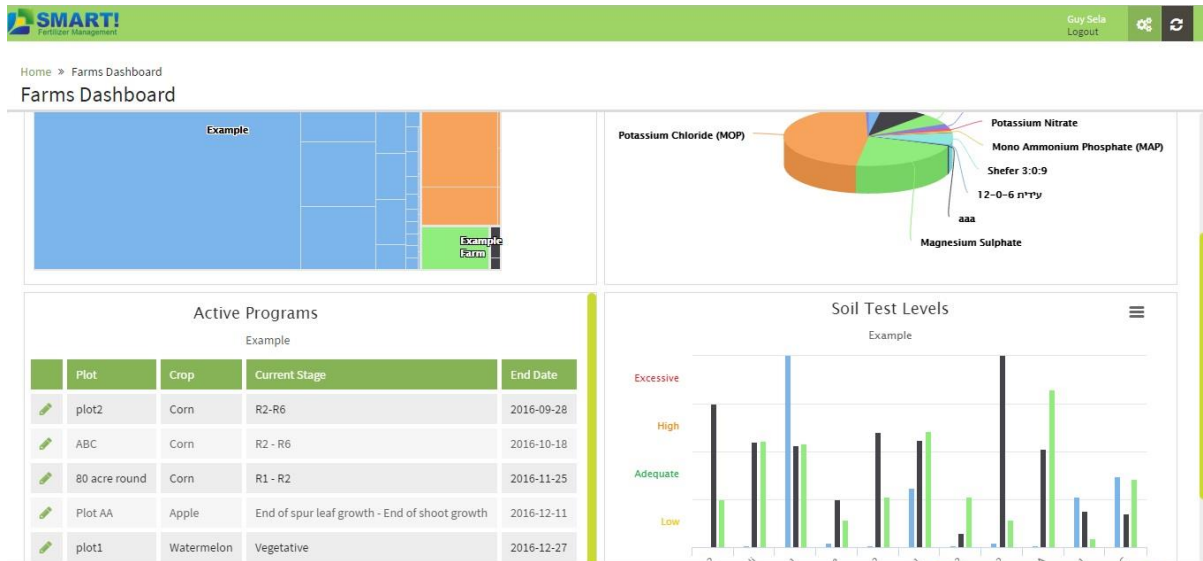 SMART!
Fertilizer Management
Guy Sela
Logout
Home » Farms Dashboard
Farms Dashboard
Example
Example
Farm
Potassium Chloride (MOP)
Potassium Nitrate
Mono Ammonium Phosphate (MAP)
Shefer 3:0:9
עידית 12-0-6
aaa
Magnesium Sulphate
Active Programs
Example
Plot Crop Current Stage End Date
plot2 Corn R2-R6 2016-09-28
ABC Corn R2 - R6 2016-10-18
80 acre round Corn R1 - R2 2016-11-25
Plot AA Apple End of spur leaf growth - End of shoot growth 2016-12-11
plot1 Watermelon Vegetative 2016-12-27
Soil Test Levels
Example
Excessive
High
Adequate
Low